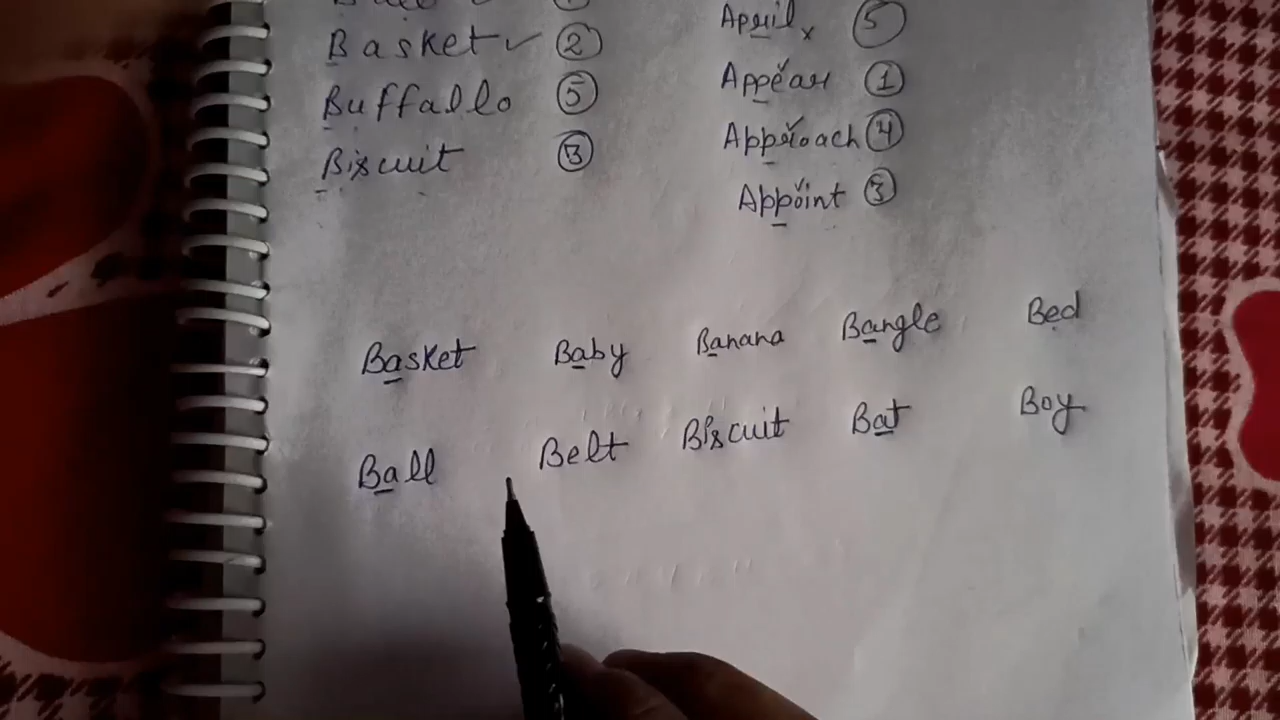 Basket ✓ ②
Buffallo ⑤
Biscuit ③
April x ⑤
Appear ①
Approach ④
Appoint ③
Basket Baby Banana Bangle Bed
Ball Belt Biscuit Bat Boy